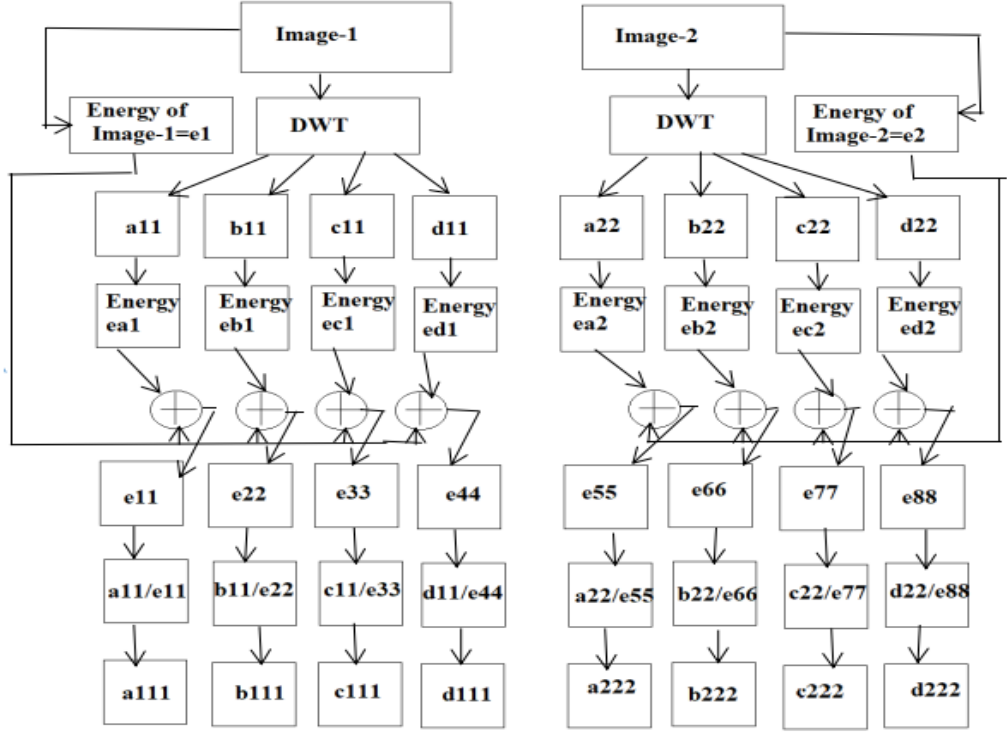 Image-1
Image-2
Energy of
Image-1=e1
DWT
DWT
Energy of
Image-2=e2
a11
b11
c11
d11
a22
b22
c22
d22
Energy
ea1
Energy
eb1
Energy
ec1
Energy
ed1
Energy
ea2
Energy
eb2
Energy
ec2
Energy
ed2
e11
e22
e33
e44
e55
e66
e77
e88
a11/e11
b11/e22
c11/e33
d11/e44
a22/e55
b22/e66
c22/e77
d22/e88
a111
b111
c111
d111
a222
b222
c222
d222